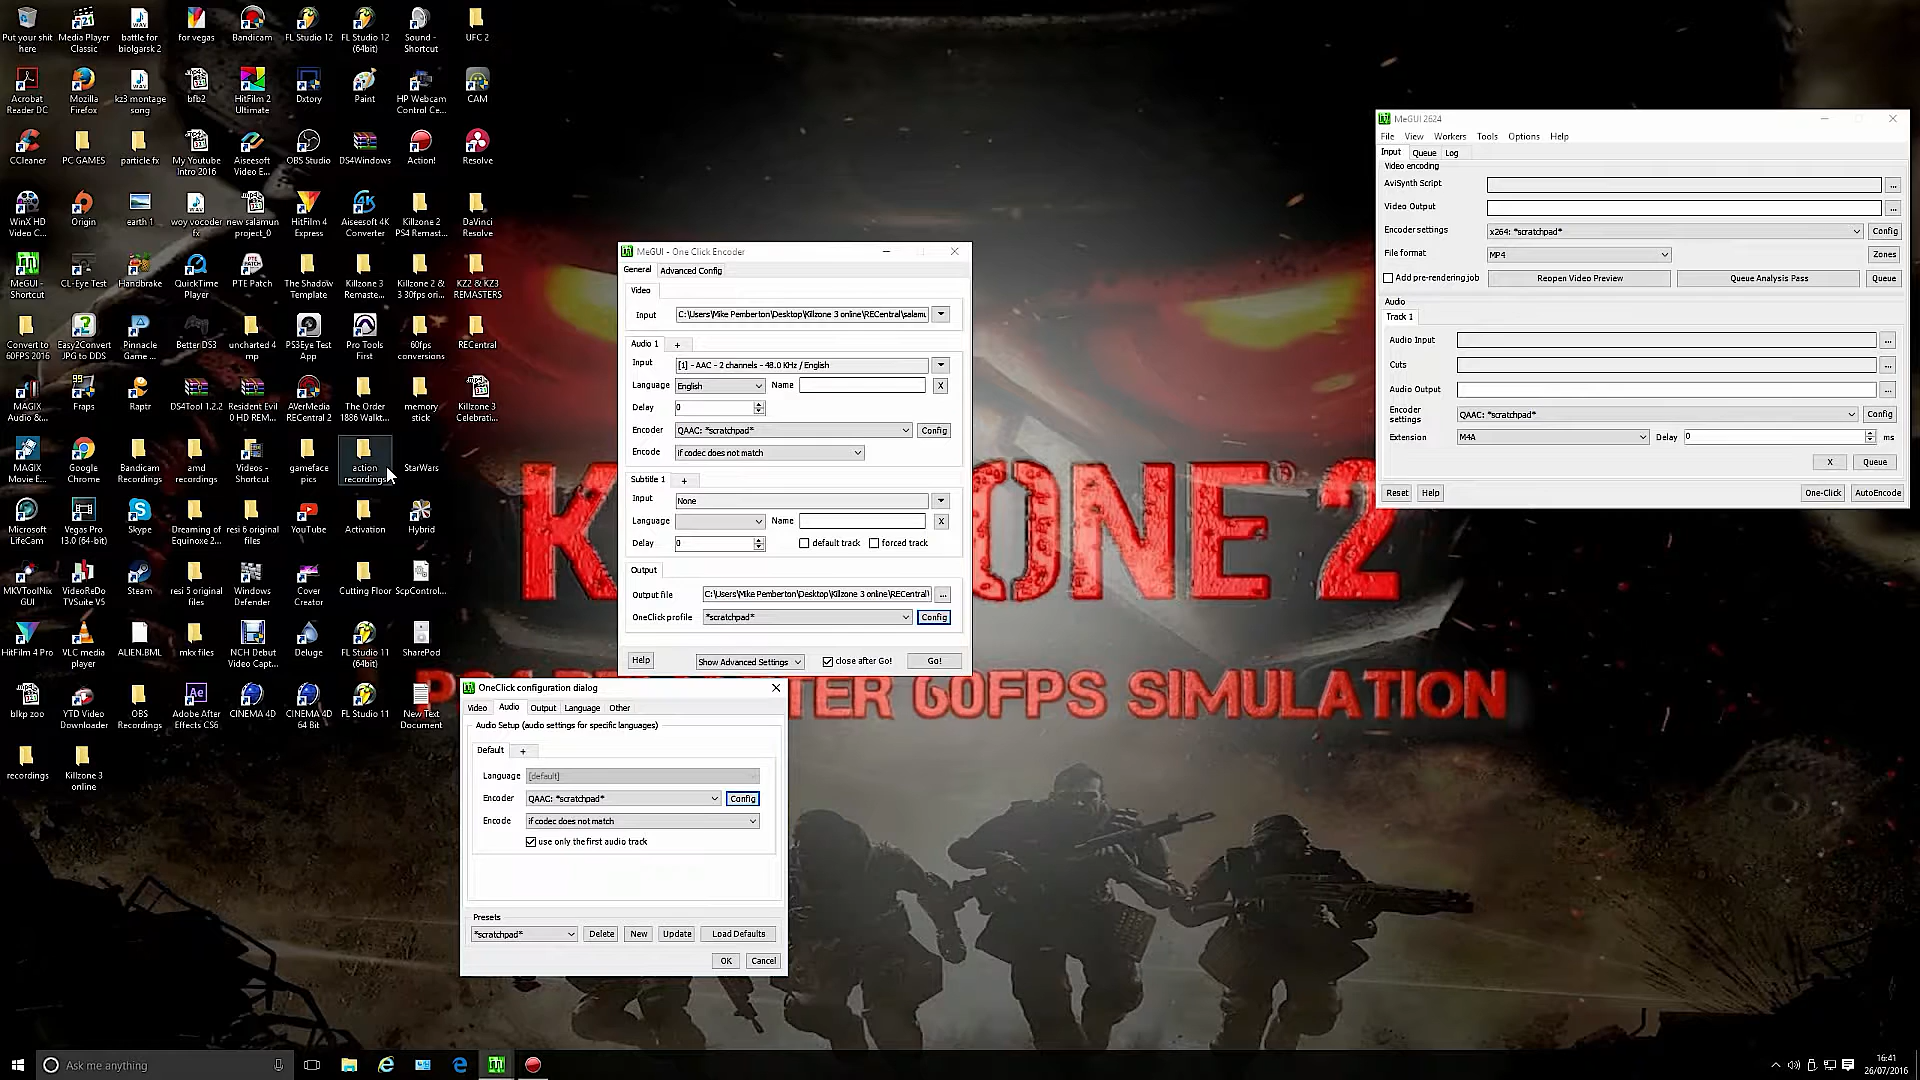 Put your shit here
Media Player Classic
battle for biolgarsk 2
for vegas
Bandicam
FL Studio 12
FL Studio 12 (64bit)
Sound - Shortcut
UFC 2
Acrobat Reader DC
Mozilla Firefox
kz3 montage song
bfb2
HitFilm 2 Ultimate
Dxtory
Paint
HP Webcam Control Ce...
CAM
CCleaner
PC GAMES
particle fx
My Youtube Intro 2016
Aiseesoft Video E...
OBS Studio
DS4Windows
Action!
Resolve
WinX HD Video C...
Origin
earth 1
woy vocoder fx
new salamun project_0
HitFilm 4 Express
Aiseesoft 4K Converter
Killzone 2 PS4 Remast...
DaVinci Resolve
MeGUI - Shortcut
CL-Eye Test
Handbrake
QuickTime Player
PTE Patch
The Shadow Template
Killzone 3 Remaste...
Killzone 2 & 3 30fps ori...
KZ2 & KZ3 REMASTERS
Convert to 60FPS 2016
Easy2Convert JPG to DDS
Pinnacle Game ...
Better DS3
uncharted 4 mp
PS3Eye Test App
Pro Tools First
60fps conversions
RECentral
MAGIX Audio &...
Fraps
Raptr
DS4Tool 1.2.2
Resident Evil 0 HD REM...
AVerMedia RECentral 2
The Order 1886 Walkt...
memory stick
Killzone 3 Celebrati...
MAGIX Movie E...
Google Chrome
Bandicam Recordings
amd recordings
Videos - Shortcut
gameface pics
action recordings
StarWars
Microsoft LifeCam
Vegas Pro 13.0 (64-bit)
Skype
Dreaming of Equinoxe 2...
resi 6 original files
YouTube
Activation
Hybrid
MKVToolNix GUI
VideoReDo TVSuite V5
Steam
resi 5 original files
Windows Defender
Cover Creator
Cutting Floor
ScpControl...
HitFilm 4 Pro
VLC media player
ALIEN.BML
mkx files
NCH Debut Video Capt...
Deluge
FL Studio 11 (64bit)
SharePod
blkp zoo
YTD Video Downloader
OBS Recordings
Adobe After Effects CS6
CINEMA 4D
CINEMA 4D 64 Bit
FL Studio 11
New Text Document
recordings
Killzone 3 online
MeGUI - One Click Encoder
General Advanced Config
Video
Input C:\Users\Mike Pemberton\Desktop\Killzone 3 online\RECentral\salamu
Audio 1 +
Input [1] - AAC - 2 channels - 48.0 KHz / English
Language English Name X
Delay 0
Encoder QAAC: *scratchpad* Config
Encode if codec does not match
Subtitle 1 +
Input None
Language Name X
Delay 0 default track forced track
Output
Output file C:\Users\Mike Pemberton\Desktop\Killzone 3 online\RECentral\ ...
OneClick profile *scratchpad* Config
Help Show Advanced Settings close after Go! Go!
OneClick configuration dialog
Video Audio Output Language Other
Audio Setup (audio settings for specific languages)
Default +
Language [default]
Encoder QAAC: *scratchpad* Config
Encode if codec does not match
use only the first audio track
Presets
*scratchpad* Delete New Update Load Defaults
OK Cancel
MeGUI 2624
File View Workers Tools Options Help
Input Queue Log
Video encoding
AviSynth Script ...
Video Output ...
Encoder settings x264: *scratchpad* Config
File format MP4 Zones
Add pre-rendering job Reopen Video Preview Queue Analysis Pass Queue
Audio
Track 1
Audio Input ...
Cuts ...
Audio Output ...
Encoder settings QAAC: *scratchpad* Config
Extension M4A Delay 0 ms
X Queue
Reset Help One-Click AutoEncode
ONE 2
60FPS SIMULATION
Ask me anything
16:41
26/07/2016